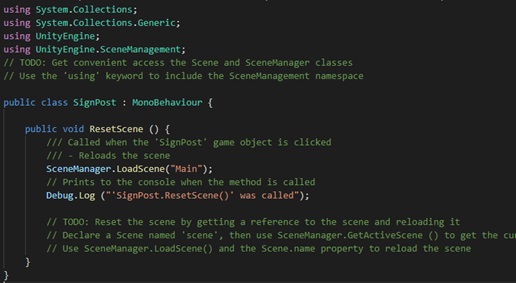 using System.Collections;
using System.Collections.Generic;
using UnityEngine;
using UnityEngine.SceneManagement;
// TODO: Get convenient access the Scene and SceneManager classes
// Use the 'using' keyword to include the SceneManagement namespace
public class SignPost : MonoBehaviour {
public void ResetScene () {
/// Called when the 'SignPost' game object is clicked
/// - Reloads the scene
SceneManager.LoadScene("Main");
// Prints to the console when the method is called
Debug.Log ("'SignPost.ResetScene()' was called");
// TODO: Reset the scene by getting a reference to the scene and reloading it
// Declare a Scene named 'scene', then use SceneManager.GetActiveScene () to get the cu
// Use SceneManager.LoadScene() and the Scene.name property to reload the scene
}
}